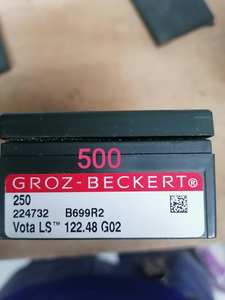 500
GROZ-BECKERT®
250
224732 B699R2
Vota LS™ 122.48 G02